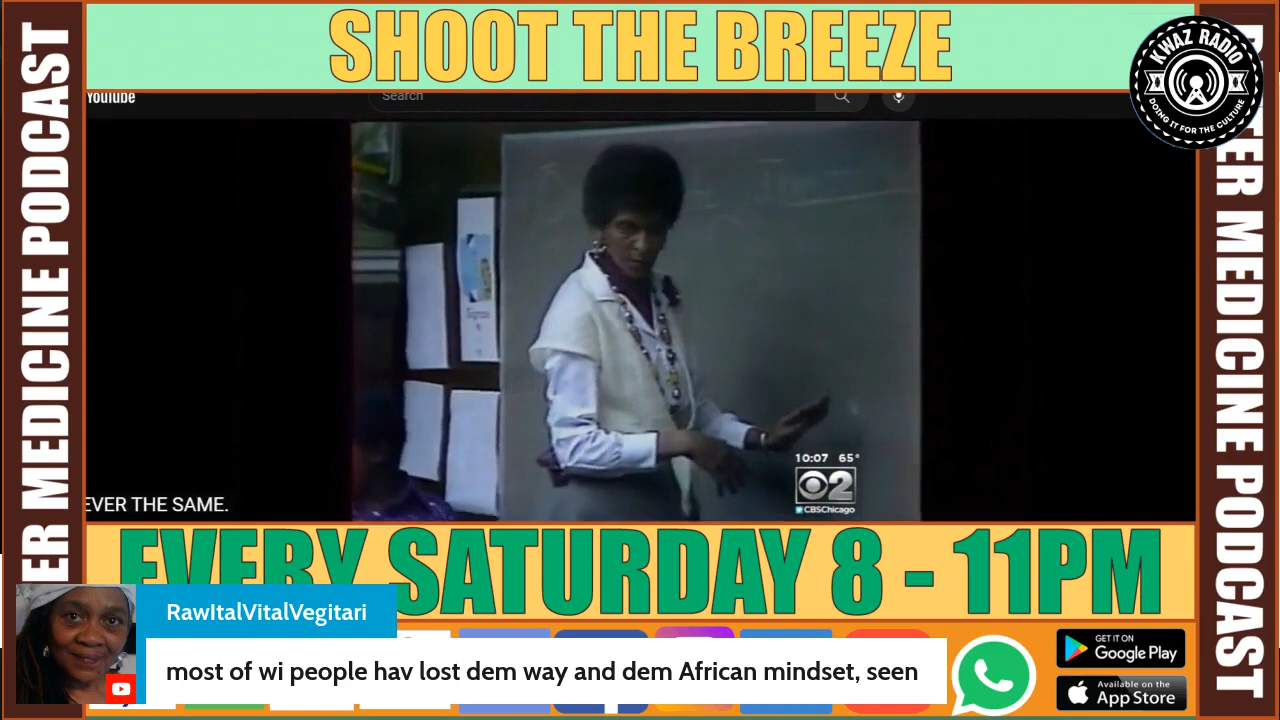 SHOOT THE BREEZE
KWAZ RADIO
DOING IT FOR THE CULTURE
ER MEDICINE PODCAST
TER MEDICINE PODCAST
YouTube
Search
10:07 65°
2
CBSChicago
EVER THE SAME.
EVERY SATURDAY 8 - 11PM
RawItalVitalVegitari
most of wi people hav lost dem way and dem African mindset, seen
GET IT ON
Google Play
Available on the
App Store